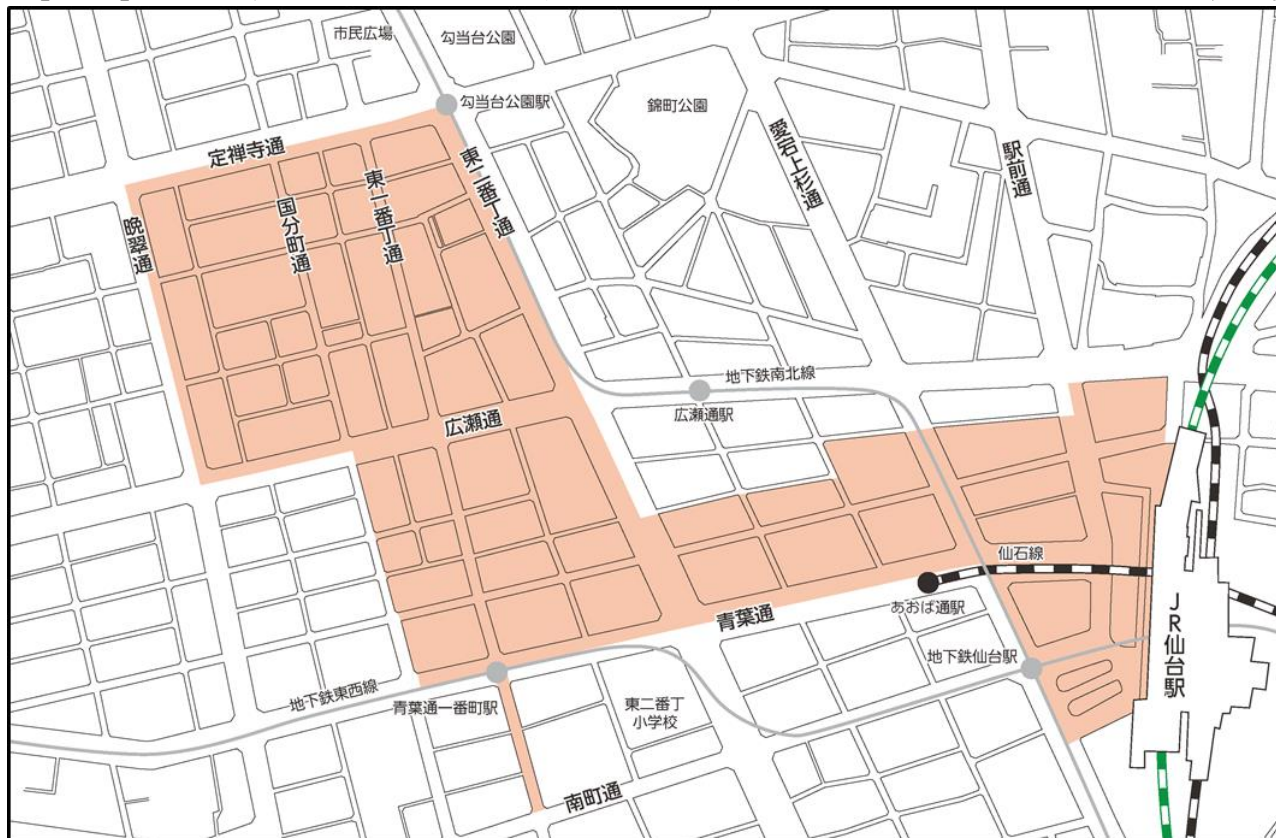 市民広場
勾当台公園
勾当台公園駅
錦町公園
定禅寺通
東二番丁通
愛宕上杉通
駅前通
東一番丁通
国分町通
晩翠通
地下鉄南北線
広瀬通駅
広瀬通
仙石線
あおば通駅
青葉通
JR仙台駅
地下鉄仙台駅
地下鉄東西線
青葉通一番町駅
東二番丁
小学校
南町通